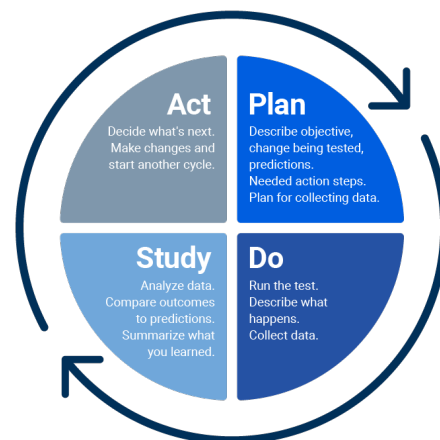 Act
Decide what's next.
Make changes and
start another cycle.
Plan
Describe objective,
change being tested,
predictions.
Needed action steps.
Plan for collecting data.
Study
Analyze data.
Compare outcomes
to predictions.
Summarize what
you learned.
Do
Run the test.
Describe what
happens.
Collect data.